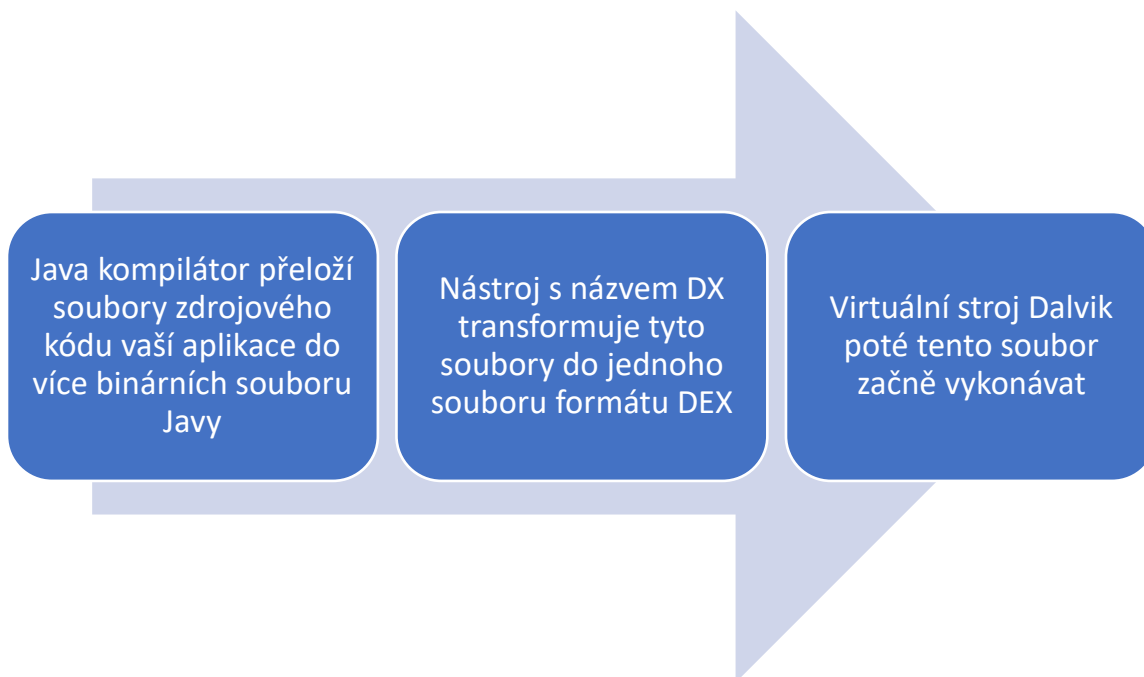 Java kompilátor přeloží
soubory zdrojového
kódu vaší aplikace do
více binárních souboru
Javy
Nástroj s názvem DX
transformuje tyto
soubory do jednoho
souboru formátu DEX
Virtuální stroj Dalvik
poté tento soubor
začně vykonávat